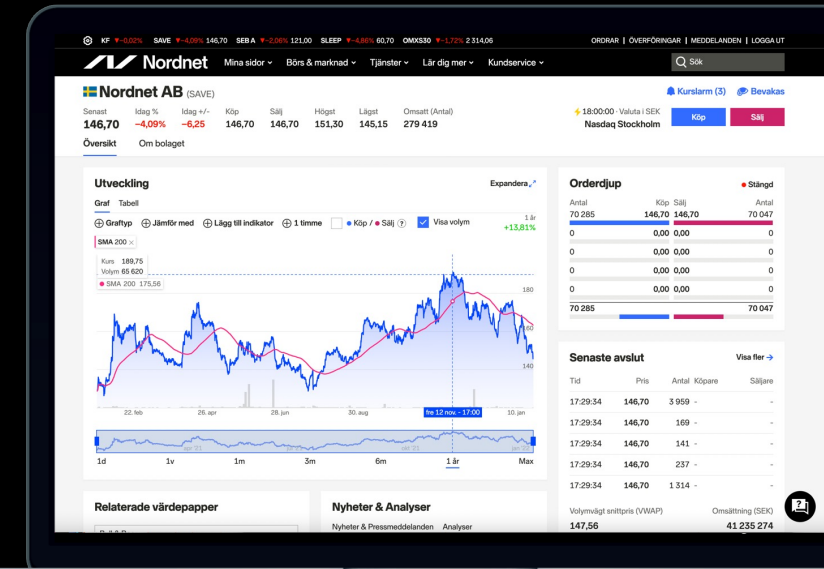 KF ▼-0,02% SAVE ▼-4,09% 146,70 SEB A ▼-2,06% 121,00 SLEEP ▼-4,86% 60,70 OMXS30 ▼-1,72% 2 314,06 ORDRAR | ÖVERFÖRINGAR | MEDDELANDEN | LOGGA UT
Nordnet Mina sidor Börs & marknad Tjänster Lär dig mer Kundservice Sök
Nordnet AB (SAVE) Kurslarm (3) Bevakas
Senast Idag % Idag +/- Köp Sälj Högst Lägst Omsatt (Antal) 18:00:00 · Valuta i SEK
146,70 -4,09% -6,25 146,70 146,70 151,30 145,15 279 419 Nasdaq Stockholm Köp Sälj
Översikt Om bolaget
Utveckling Expandera
Graf Tabell
Graftyp Jämför med Lägg till indikator 1 timme Köp / Sälj ? Visa volym 1 år
+13,81%
SMA 200 ×
Kurs 189,75
Volym 65 620
SMA 200 175,56
180
160
140
22. feb 26. apr 28. jun 30. aug fre 12 nov. - 17:00 10. jan
apr '21 okt '21
1d 1v 1m 3m 6m 1 år Max
Relaterade värdepapper
Nyheter & Analyser
Nyheter & Pressmeddelanden Analyser
Orderdjup Stängd
Antal Köp Sälj Antal
70 285 146,70 146,70 70 047
0 0,00 0,00 0
0 0,00 0,00 0
0 0,00 0,00 0
0 0,00 0,00 0
70 285 70 047
Senaste avslut Visa fler →
Tid Pris Antal Köpare Säljare
17:29:34 146,70 3 959 - -
17:29:34 146,70 169 - -
17:29:34 146,70 141 - -
17:29:34 146,70 237 - -
17:29:34 146,70 1 314 - -
Volymvägt snittpris (VWAP) Omsättning (SEK)
147,56 41 235 274